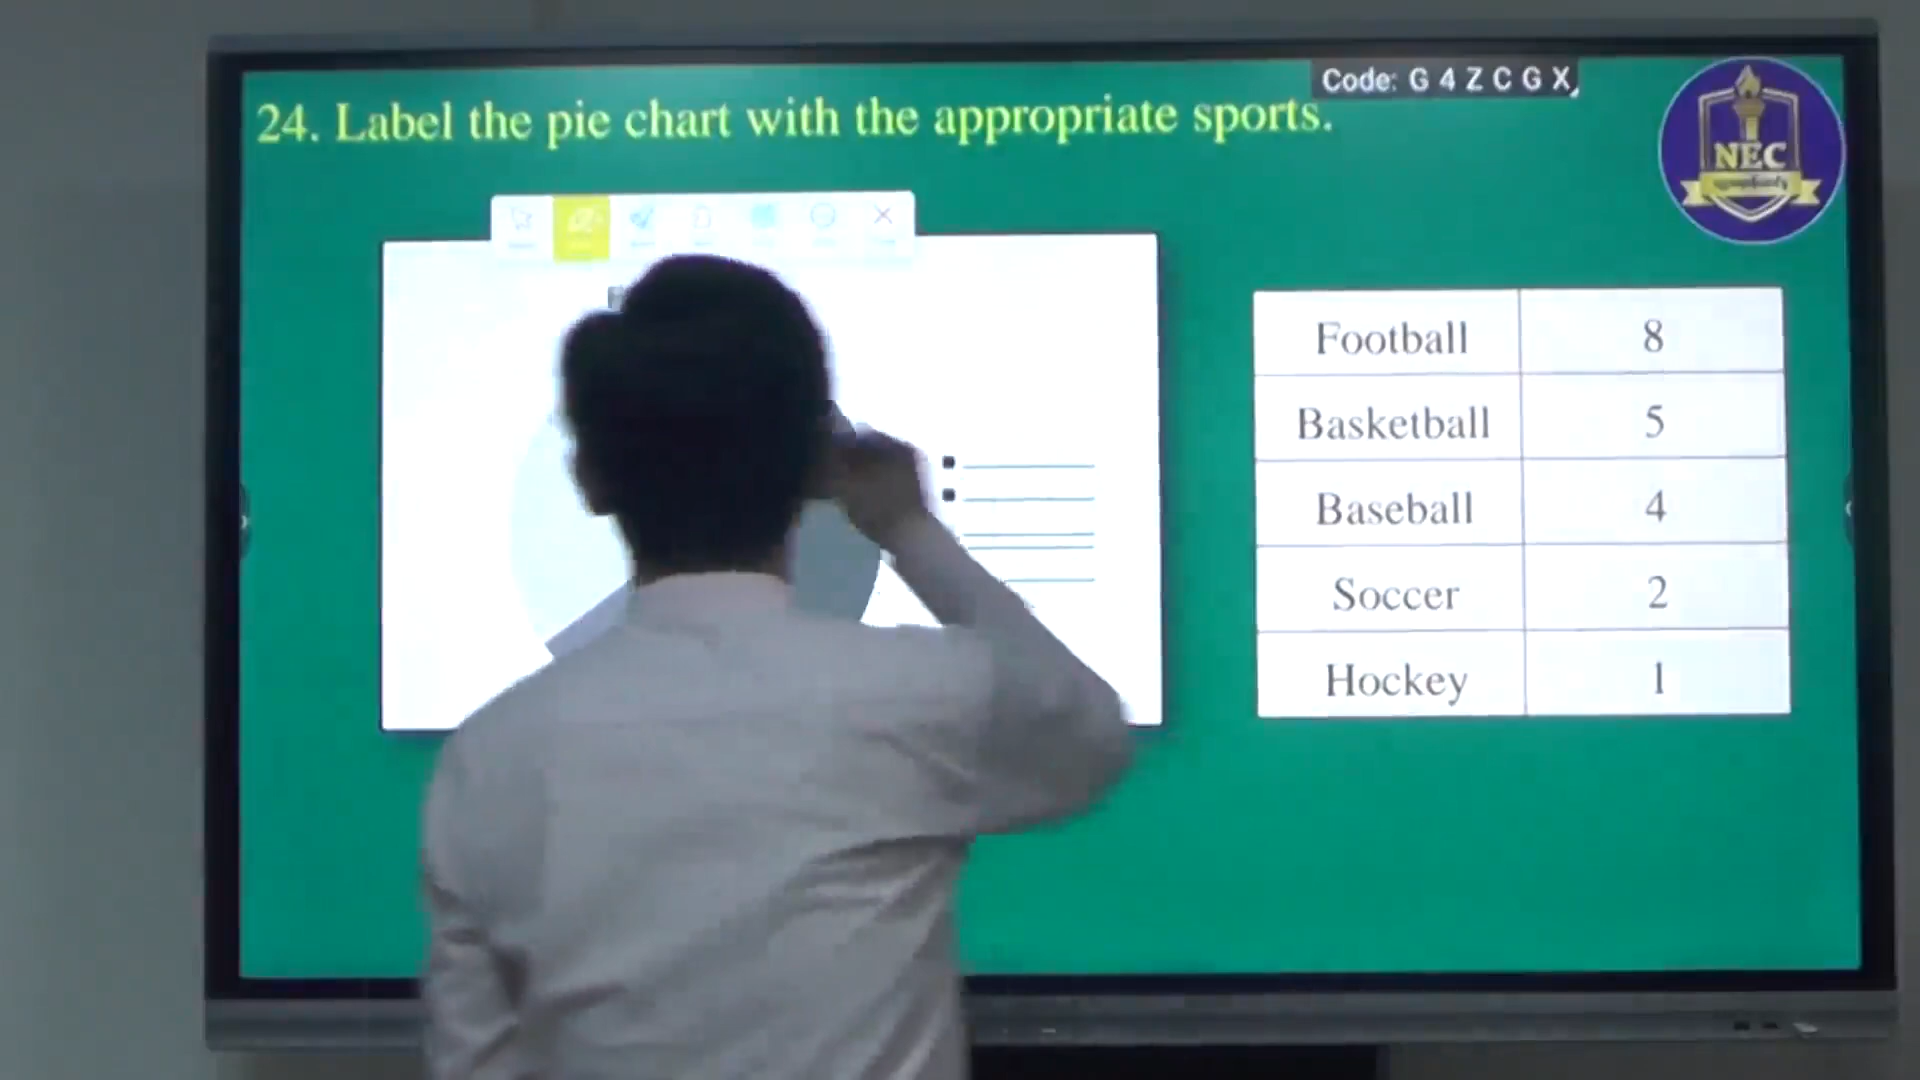 Code: G 4 Z C G X
24. Label the pie chart with the appropriate sports.
NEC
Football 8
Basketball 5
Baseball 4
Soccer 2
Hockey 1